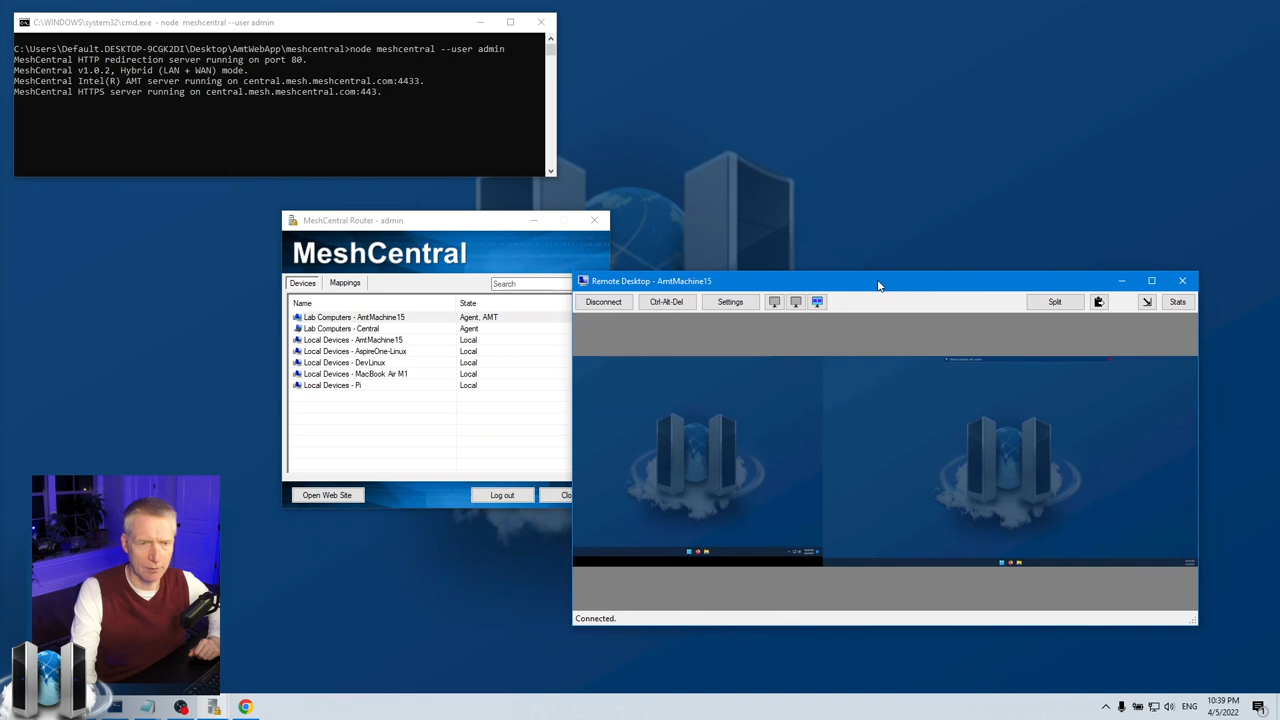 C:\WINDOWS\system32\cmd.exe - node meshcentral --user admin
C:\Users\Default.DESKTOP-9CGK2DI\Desktop\AmtWebApp\meshcentral>node meshcentral --user admin
MeshCentral HTTP redirection server running on port 80.
MeshCentral v1.0.2, Hybrid (LAN + WAN) mode.
MeshCentral Intel(R) AMT server running on central.mesh.meshcentral.com:4433.
MeshCentral HTTPS server running on central.mesh.meshcentral.com:443.
MeshCentral Router - admin
MeshCentral
Devices Mappings Search
Name State
Lab Computers - AmtMachine15 Agent, AMT
Lab Computers - Central Agent
Local Devices - AmtMachine15 Local
Local Devices - AspireOne-Linux Local
Local Devices - DevLinux Local
Local Devices - MacBook Air M1 Local
Local Devices - Pi Local
Open Web Site Log out Clo
Remote Desktop - AmtMachine15
Disconnect Ctrl-Alt-Del Settings Split Stats
Connected.
ENG
10:39 PM
4/5/2022
1